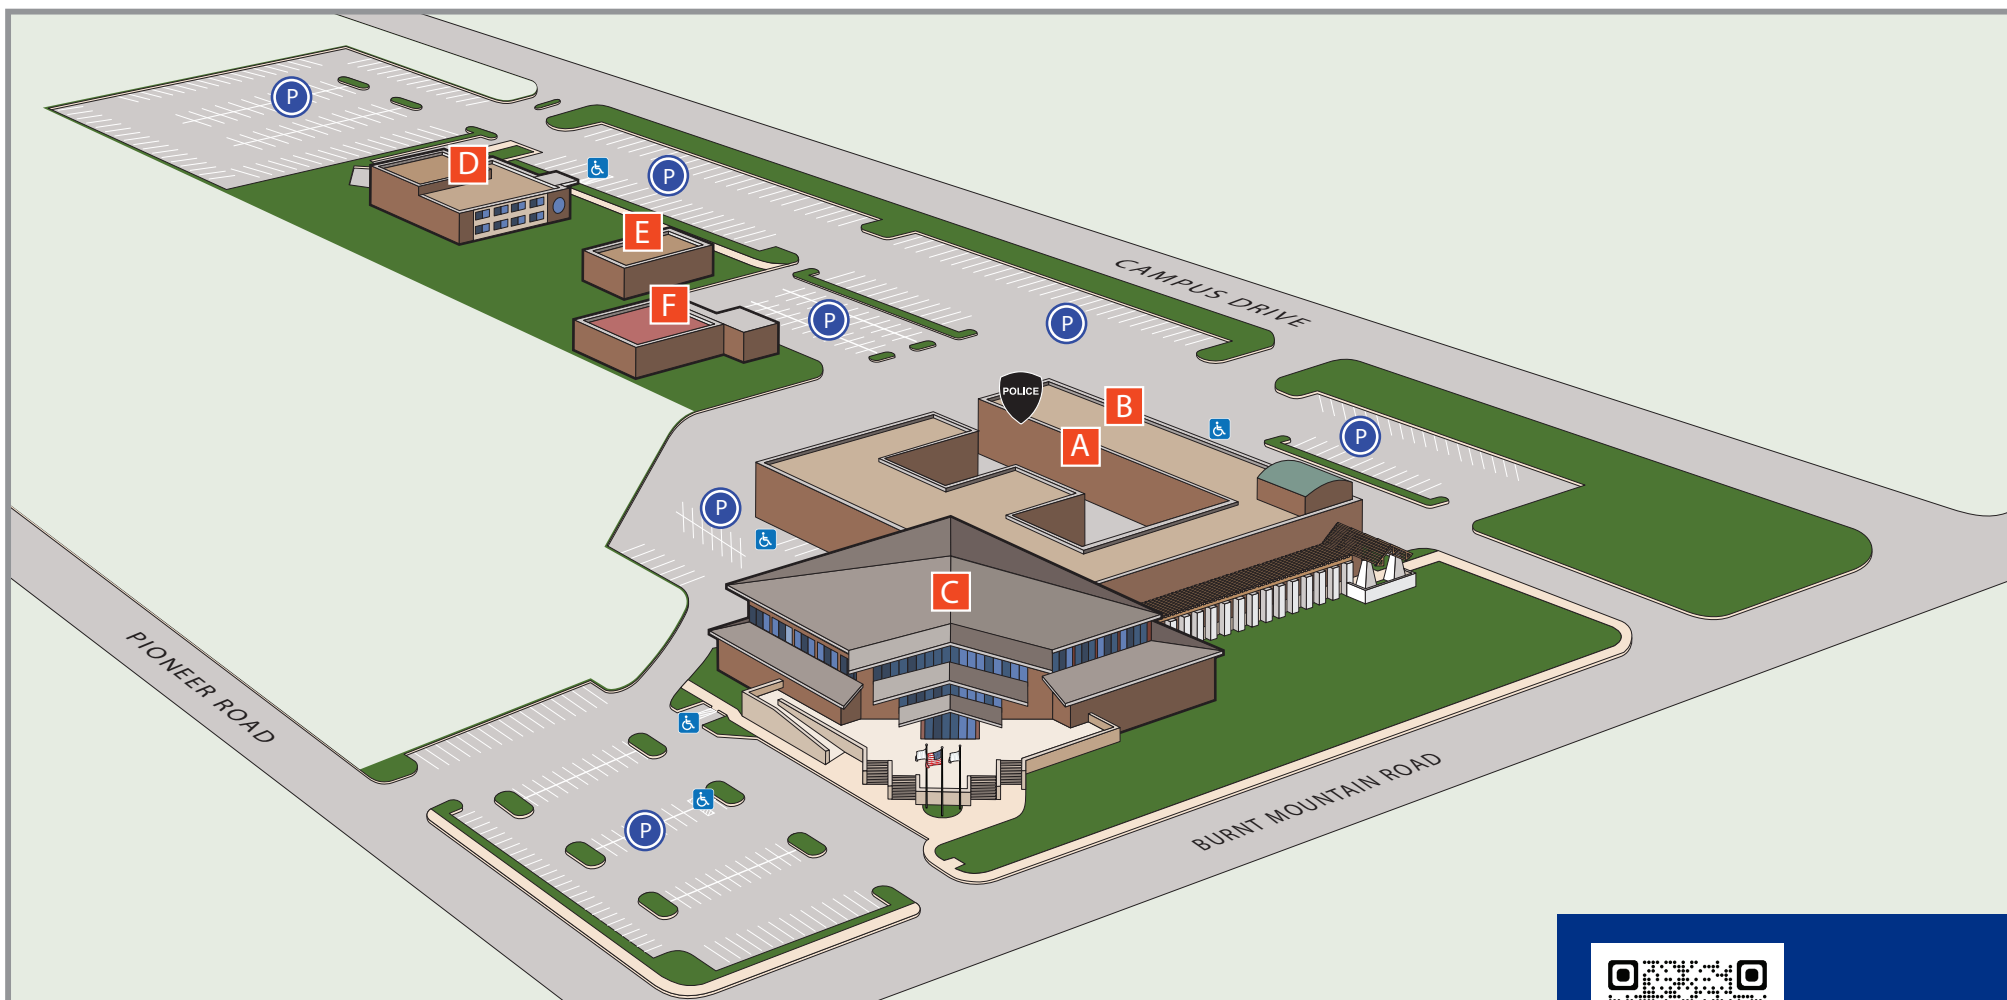 P
D
P
E
CAMPUS DRIVE
F
P
P
POLICE
B
A
P
P
C
PIONEER ROAD
BURNT MOUNTAIN ROAD
P